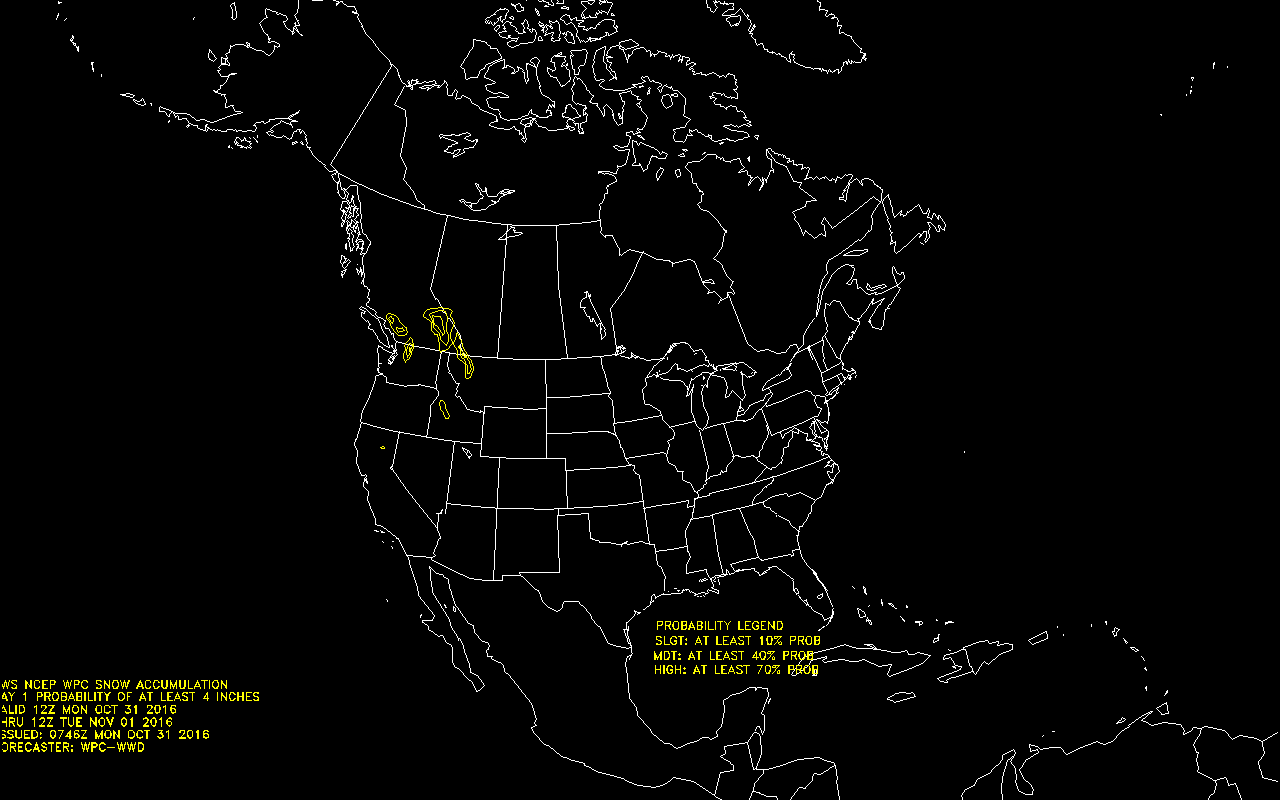 PROBABILITY LEGEND
SLGT: AT LEAST 10% PROB
MDT: AT LEAST 40% PROB
HIGH: AT LEAST 70% PROB
WS NCEP WPC SNOW ACCUMULATION
AY 1 PROBABILITY OF AT LEAST 4 INCHES
ALID 12Z MON OCT 31 2016
HRU 12Z TUE NOV 01 2016
SSUED: 0746Z MON OCT 31 2016
ORECASTER: WPC-WWD